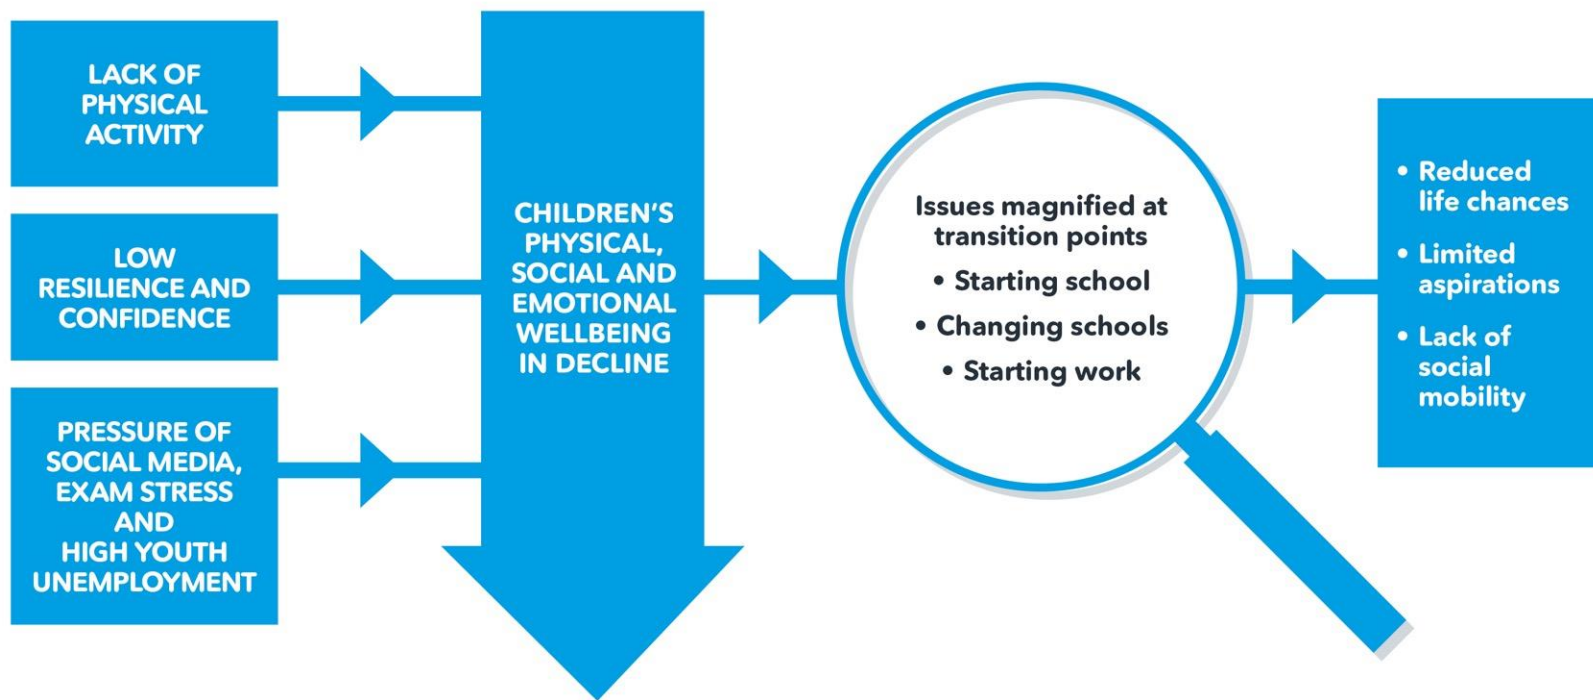 LACK OF
PHYSICAL
ACTIVITY
LOW
RESILIENCE AND
CONFIDENCE
PRESSURE OF
SOCIAL MEDIA,
EXAM STRESS
AND
HIGH YOUTH
UNEMPLOYMENT
CHILDREN’S
PHYSICAL,
SOCIAL AND
EMOTIONAL
WELLBEING
IN DECLINE
Issues magnified at
transition points
• Starting school
• Changing schools
• Starting work
• Reduced
life chances
• Limited
aspirations
• Lack of
social
mobility